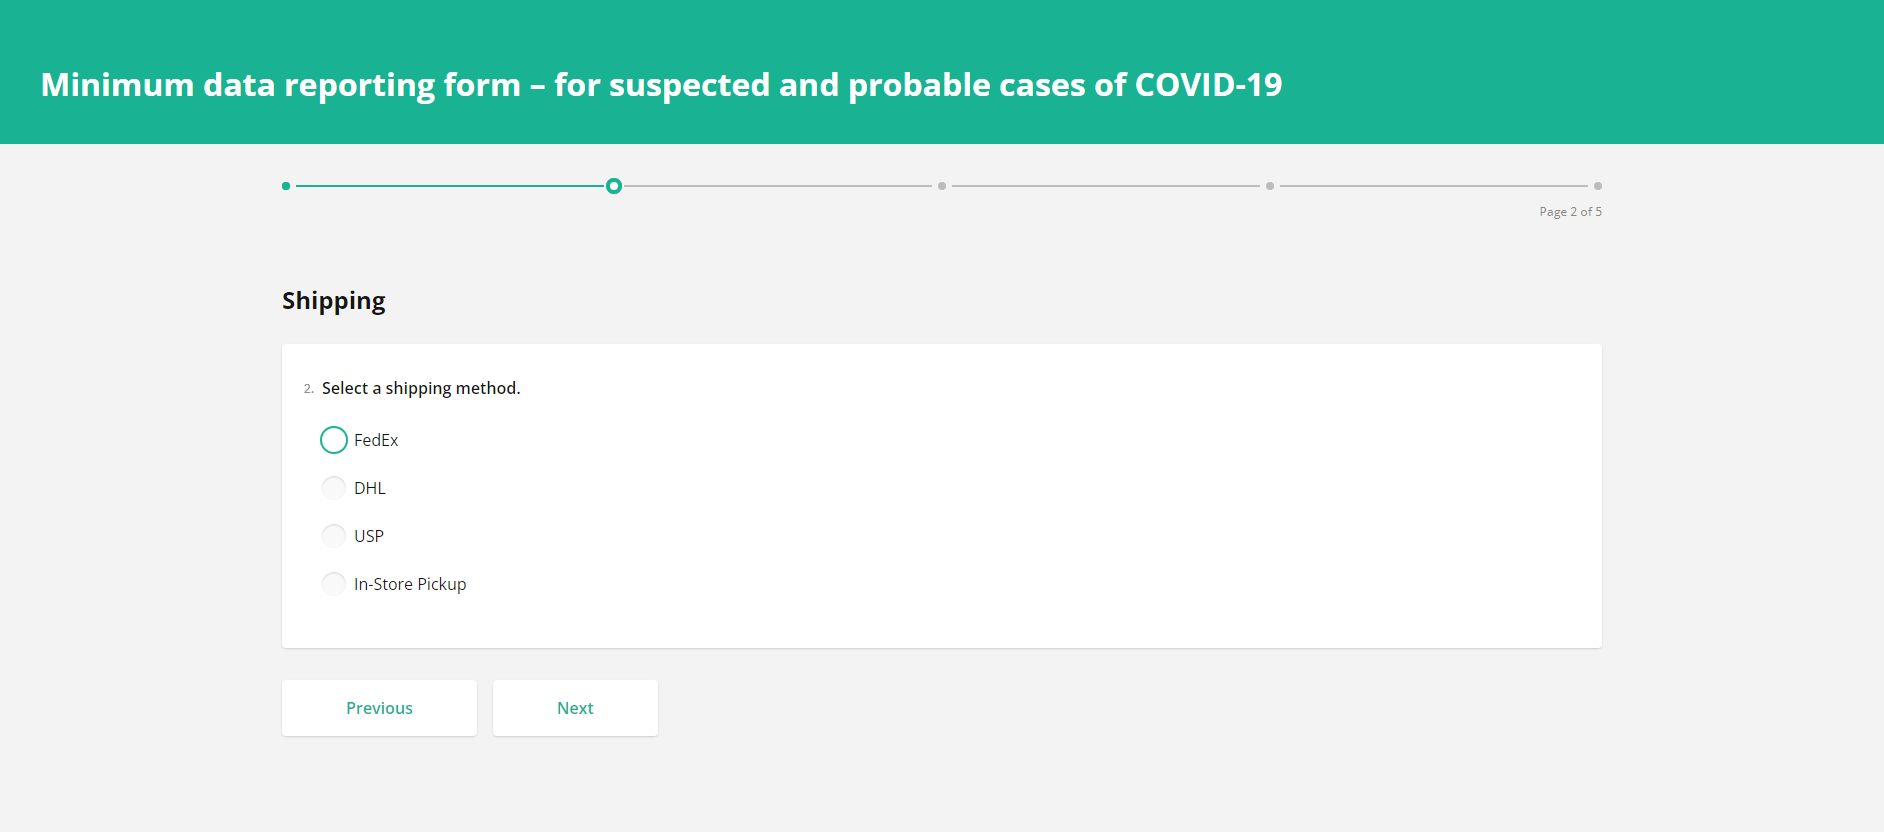 Minimum data reporting form – for suspected and probable cases of COVID-19
Page 2 of 5
Shipping
2. Select a shipping method.
FedEx
DHL
USP
In-Store Pickup
Previous
Next